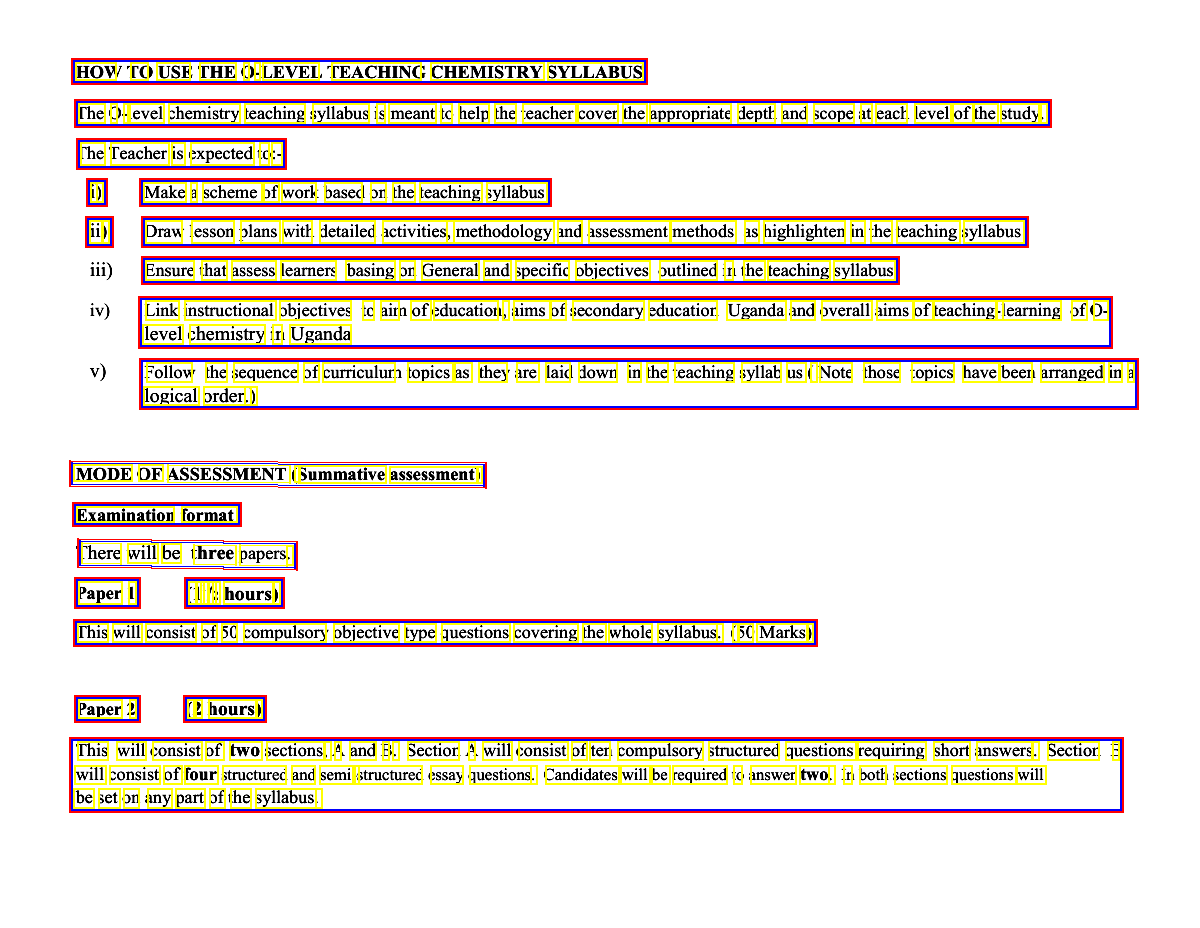 HOW TO USE THE O-LEVEL TEACHING CHEMISTRY SYLLABUS
The O-level chemistry teaching syllabus is meant to help the teacher cover the appropriate depth and scope at each level of the study.
The Teacher is expected to:-
i) Make a scheme of work based on the teaching syllabus
ii) Draw lesson plans with detailed activities, methodology and assessment methods as highlighten in the teaching syllabus
iii) Ensure that assess learners basing on General and specific objectives outlined in the teaching syllabus
iv) Link instructional objectives to aim of education, aims of secondary education Uganda and overall aims of teaching-learning of O-
level chemistry in Uganda
v) Follow the sequence of curriculum topics as they are laid down in the teaching syllab us ( Note those topics have been arranged in a
logical order.)
MODE OF ASSESSMENT (Summative assessment)
Examination format
There will be three papers.
Paper 1 (1 ½ hours)
This will consist of 50 compulsory objective type questions covering the whole syllabus. (50 Marks)
Paper 2 (2 hours)
This will consist of two sections, A and B. Section A will consist of ten compulsory structured questions requiring short answers. Section B
will consist of four structured and semi structured essay questions. Candidates will be required to answer two. In both sections questions will
be set on any part of the syllabus.